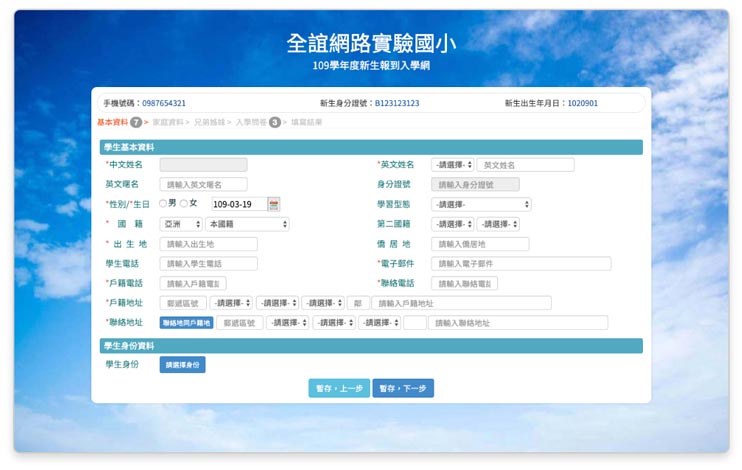 全誼網路實驗國小
109學年度新生報到入學網
手機號碼：0987654321 新生身分證號：B123123123 新生出生年月日：1020901
基本資料 7 > 家庭資料 > 兄弟姊妹 > 入學問卷 3 > 填寫結果
學生基本資料
*中文姓名 *英文姓名 -請選擇- 英文姓名
英文暱名 請輸入英文暱名 身分證號 請輸入身分證號
*性別/*生日 男 女 109-03-19 學習型態 -請選擇-
* 國 籍 亞洲 本國籍 第二國籍 -請選擇- -請選擇-
* 出 生 地 請輸入出生地 僑 居 地 請輸入僑居地
學生電話 請輸入學生電話 *電子郵件 請輸入電子郵件
*戶籍電話 請輸入戶籍電話 *聯絡電話 請輸入聯絡電話
*戶籍地址 郵遞區號 -請選擇- -請選擇- -請選擇- 鄰 請輸入戶籍地址
*聯絡地址 聯絡地同戶籍地 郵遞區號 -請選擇- -請選擇- -請選擇- 請輸入聯絡地址
學生身份資料
學生身份 請選擇身份
暫存，上一步 暫存，下一步